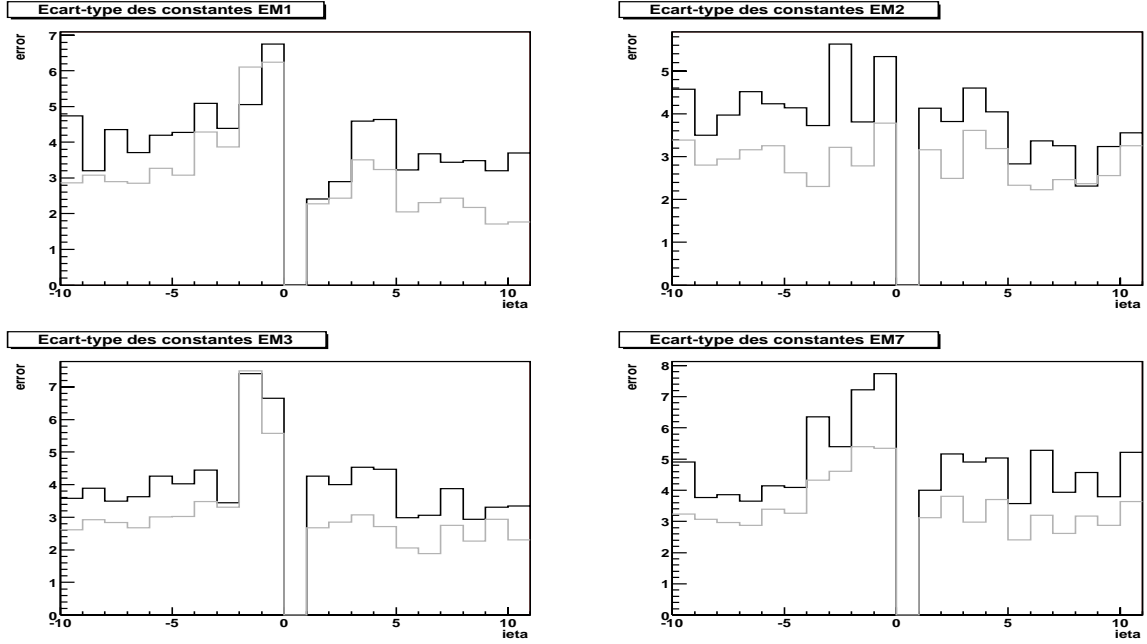 Ecart-type des constantes EM1
error
7
6
5
4
3
2
1
0
-10 -5 0 5 10
ieta
Ecart-type des constantes EM2
error
5
4
3
2
1
0
-10 -5 0 5 10
ieta
Ecart-type des constantes EM3
error
7
6
5
4
3
2
1
0
-10 -5 0 5 10
ieta
Ecart-type des constantes EM7
error
8
7
6
5
4
3
2
1
0
-10 -5 0 5 10
ieta